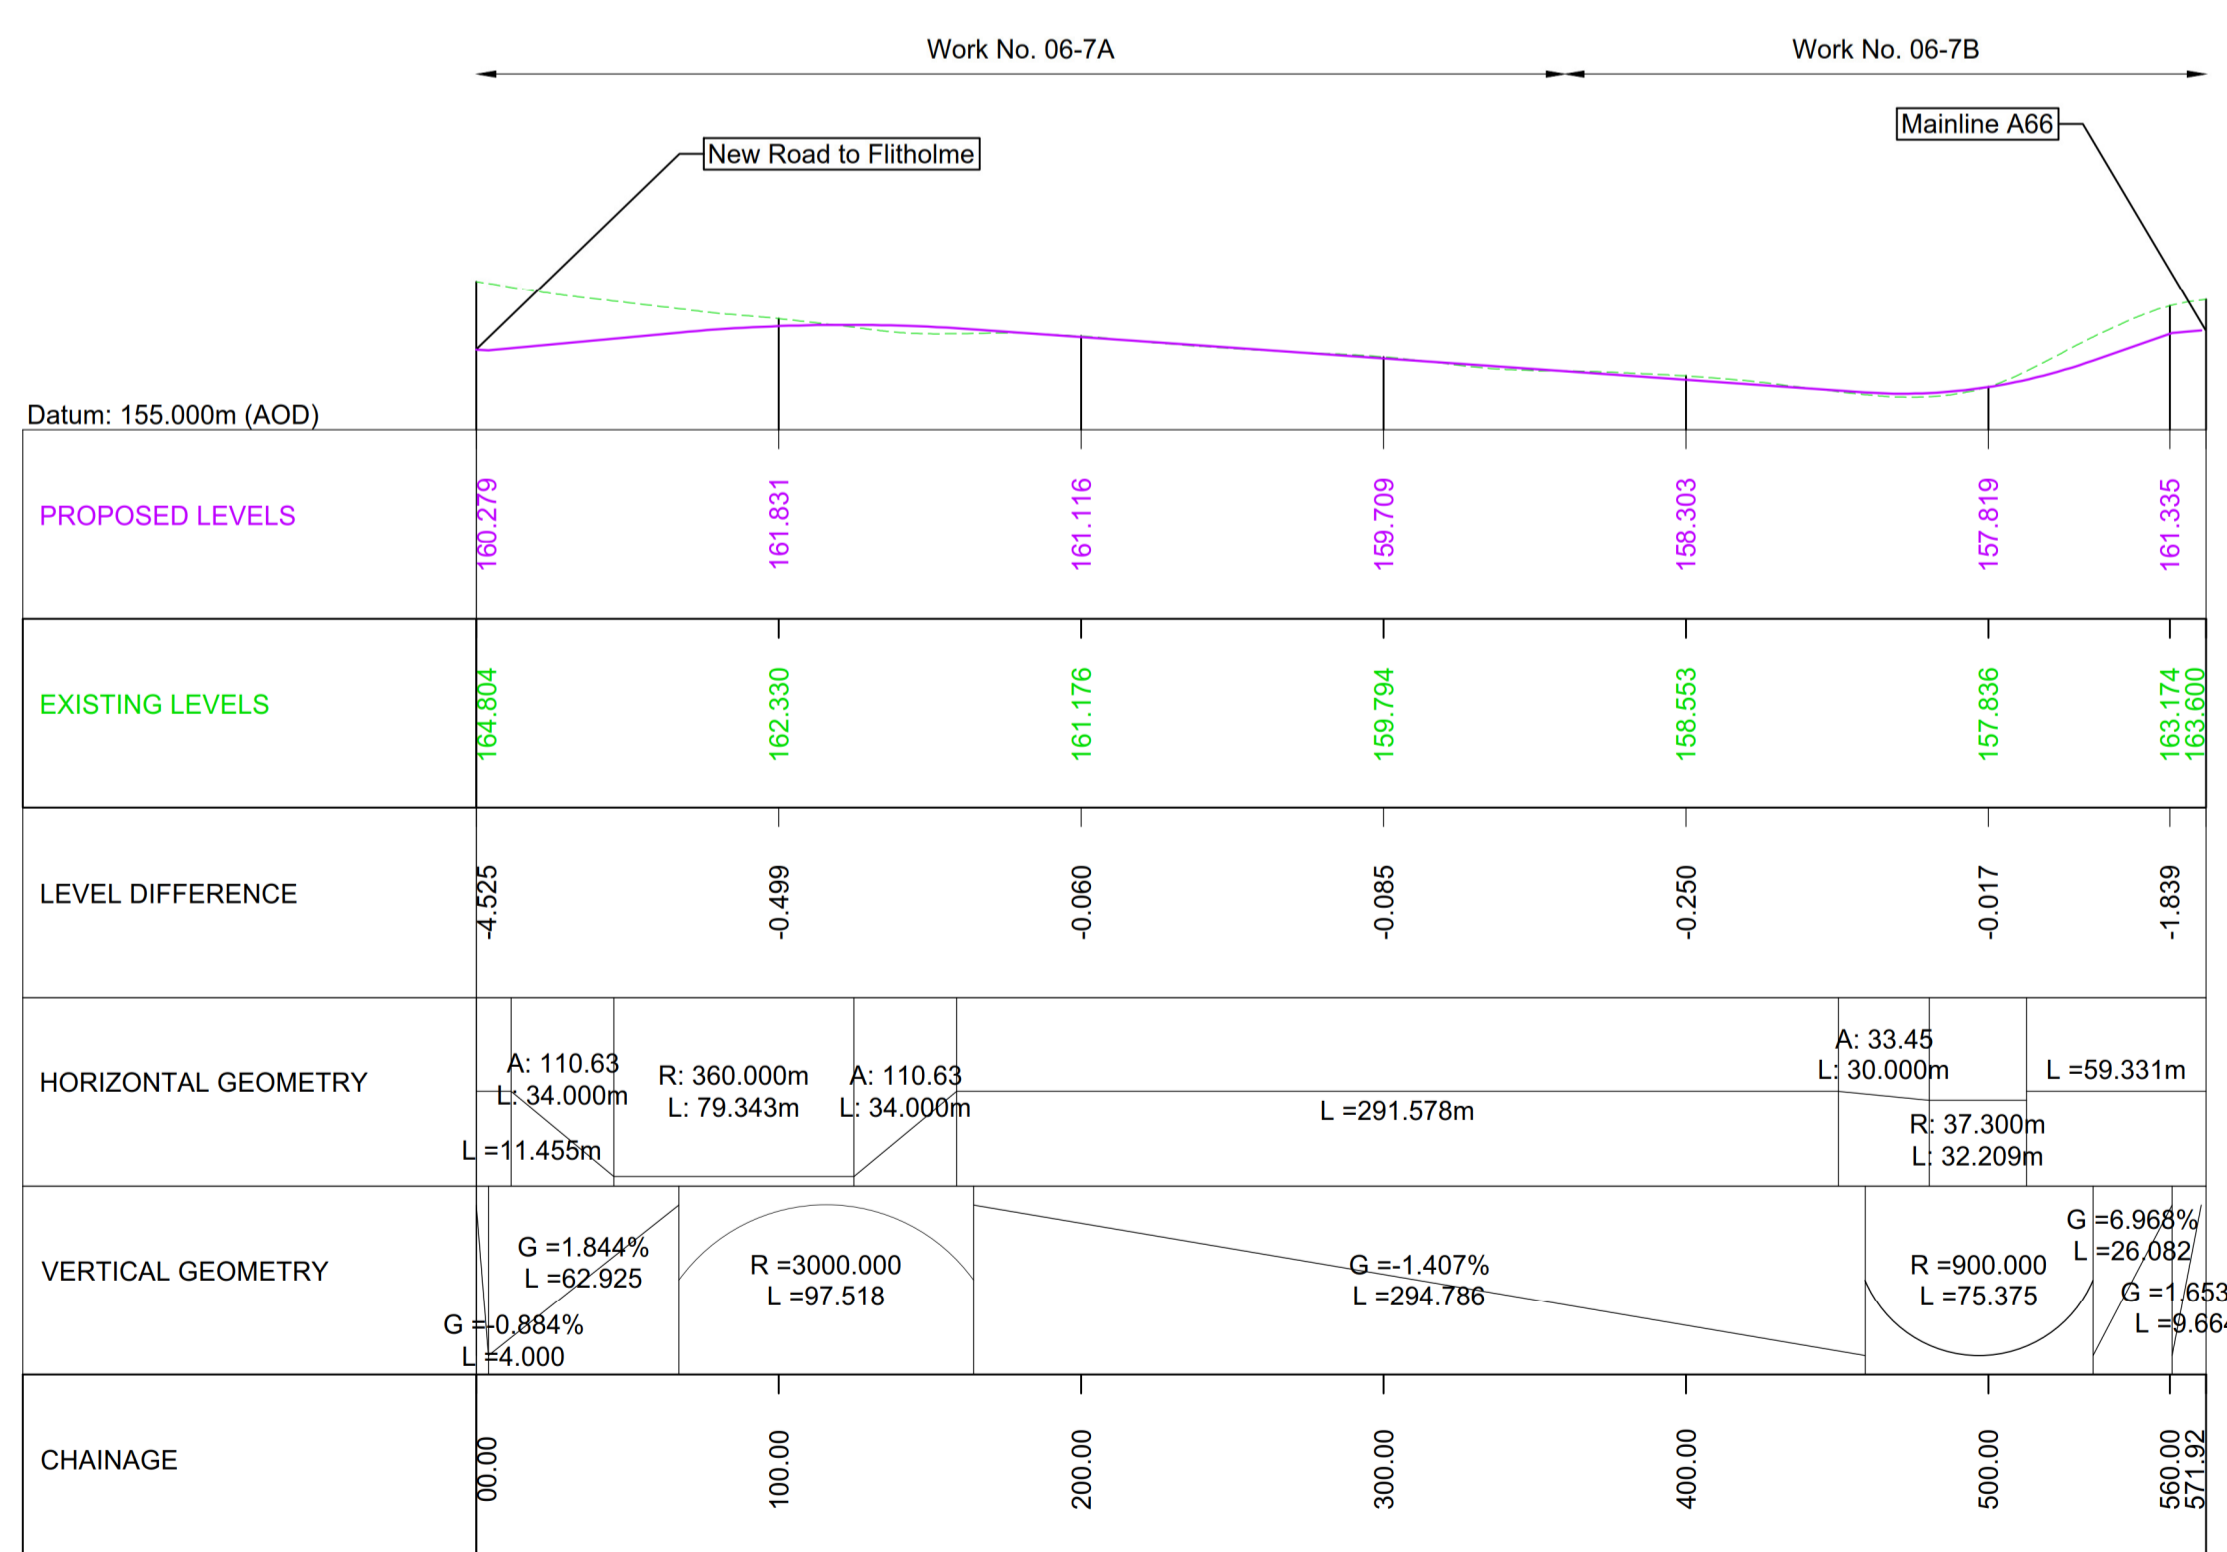 Work No. 06-7A
Work No. 06-7B
Mainline A66
New Road to Flitholme
Datum: 155.000m (AOD)
PROPOSED LEVELS
160.279
161.831
161.116
159.709
158.303
157.819
161.335
EXISTING LEVELS
164.804
162.330
161.176
159.794
158.553
157.836
163.174
163.600
LEVEL DIFFERENCE
-4.525
-0.499
-0.060
-0.085
-0.250
-0.017
-1.839
HORIZONTAL GEOMETRY
L =11.455m
A: 110.63
L: 34.000m
R: 360.000m
L: 79.343m
A: 110.63
L: 34.000m
L =291.578m
A: 33.45
L: 30.000m
R: 37.300m
L: 32.209m
L =59.331m
VERTICAL GEOMETRY
G =-0.884%
L =4.000
G =1.844%
L =62.925
R =3000.000
L =97.518
G =-1.407%
L =294.786
R =900.000
L =75.375
G =6.968%
L =26.082
G =1.653
L =9.664
CHAINAGE
00.00
100.00
200.00
300.00
400.00
500.00
560.00
571.92